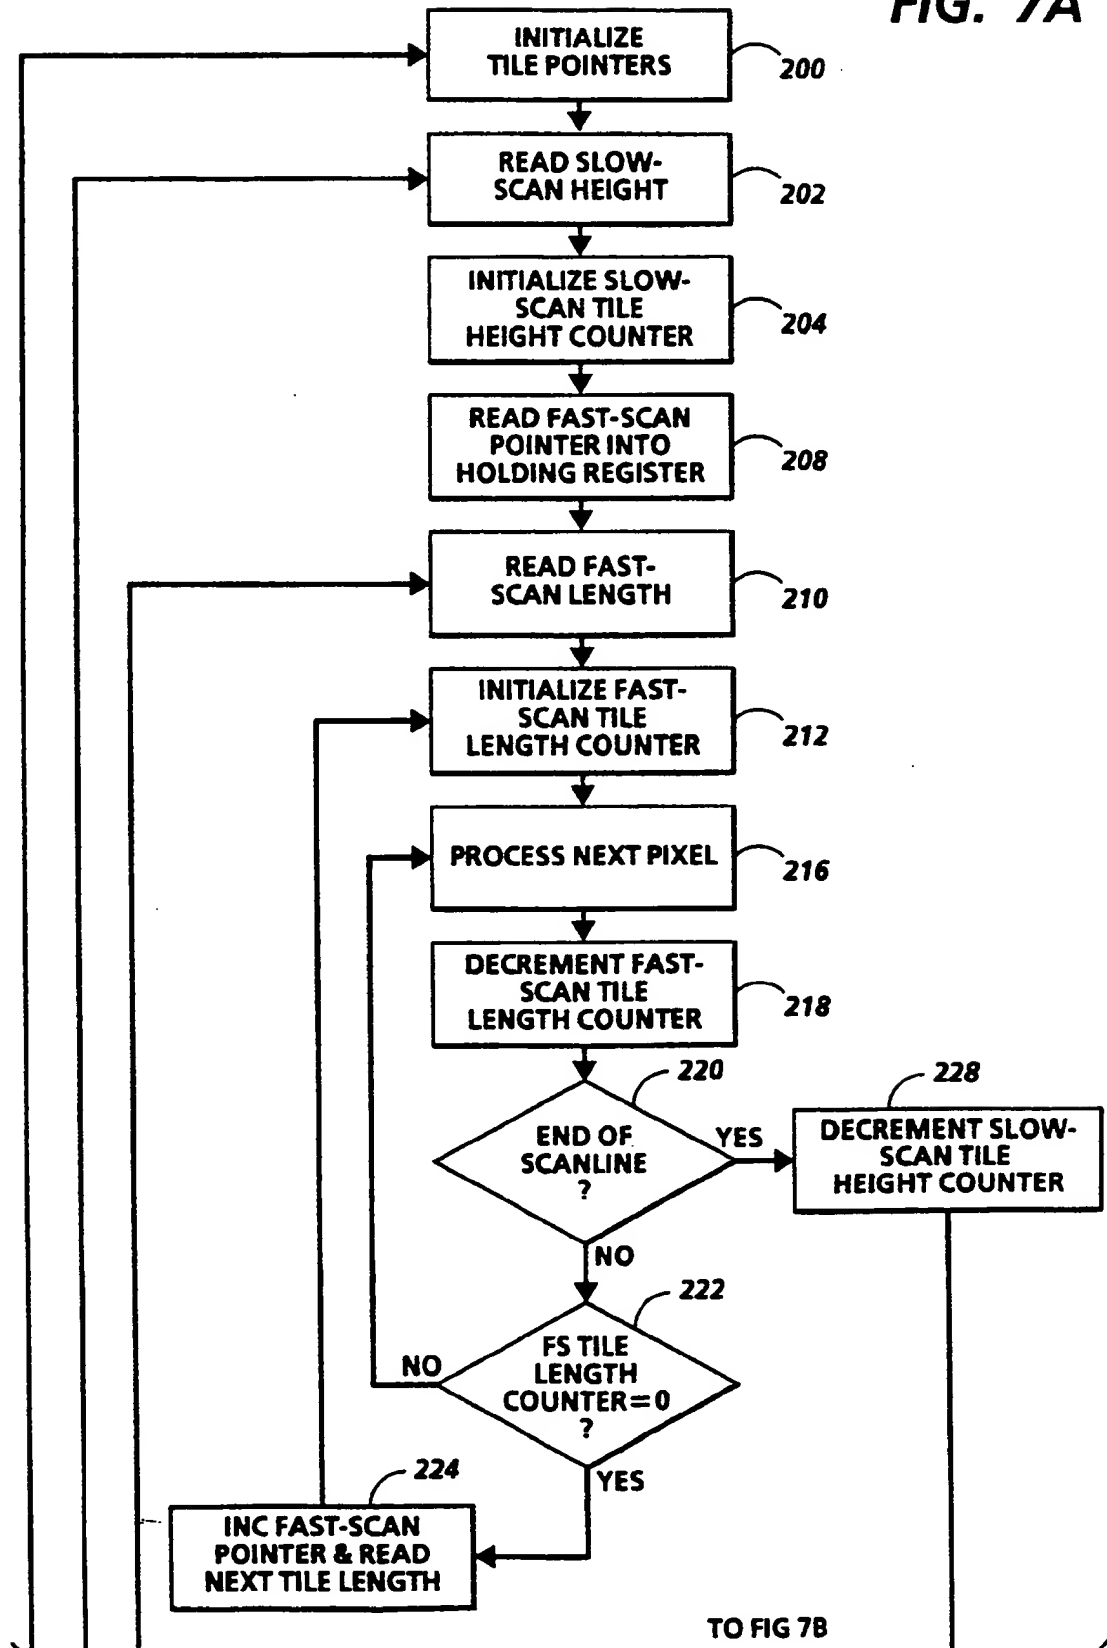 FIG. 7A
INITIALIZE
TILE POINTERS
200
READ SLOW-
SCAN HEIGHT
202
INITIALIZE SLOW-
SCAN TILE
HEIGHT COUNTER
204
READ FAST-SCAN
POINTER INTO
HOLDING REGISTER
208
READ FAST-
SCAN LENGTH
210
INITIALIZE FAST-
SCAN TILE
LENGTH COUNTER
212
PROCESS NEXT PIXEL
216
DECREMENT FAST-
SCAN TILE
LENGTH COUNTER
218
220
END OF
SCANLINE
?
YES
228
DECREMENT SLOW-
SCAN TILE
HEIGHT COUNTER
NO
222
FS TILE
LENGTH
COUNTER=0
?
NO
YES
224
INC FAST-SCAN
POINTER & READ
NEXT TILE LENGTH
TO FIG 7B